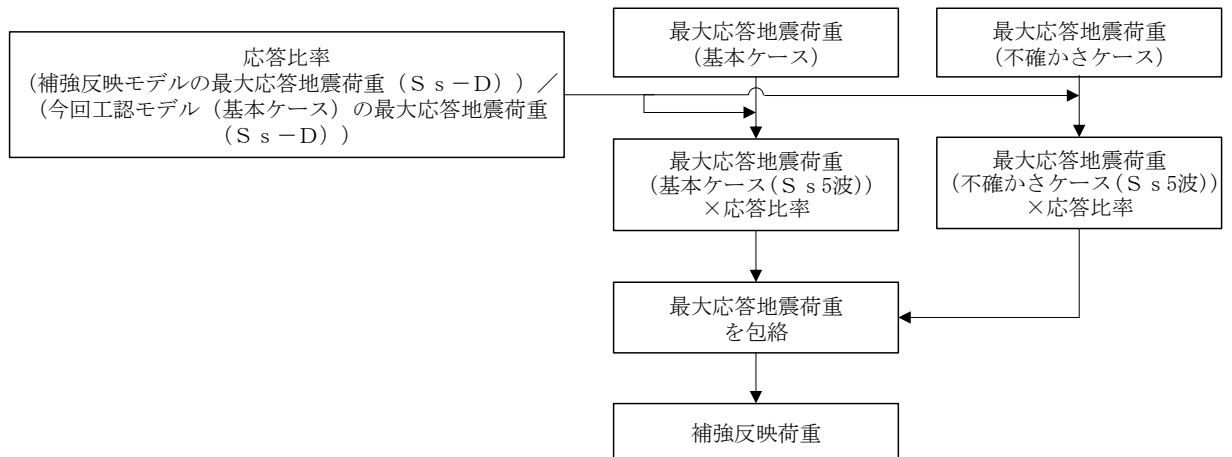 応答比率
（補強反映モデルの最大応答地震荷重（Ｓｓ－Ｄ））／
（今回工認モデル（基本ケース）の最大応答地震荷重
（Ｓｓ－Ｄ））
最大応答地震荷重
(基本ケース)
最大応答地震荷重
(不確かさケース)
最大応答地震荷重
(基本ケース(Ｓｓ5波))
×応答比率
最大応答地震荷重
(不確かさケース(Ｓｓ5波))
×応答比率
最大応答地震荷重
を包絡
補強反映荷重